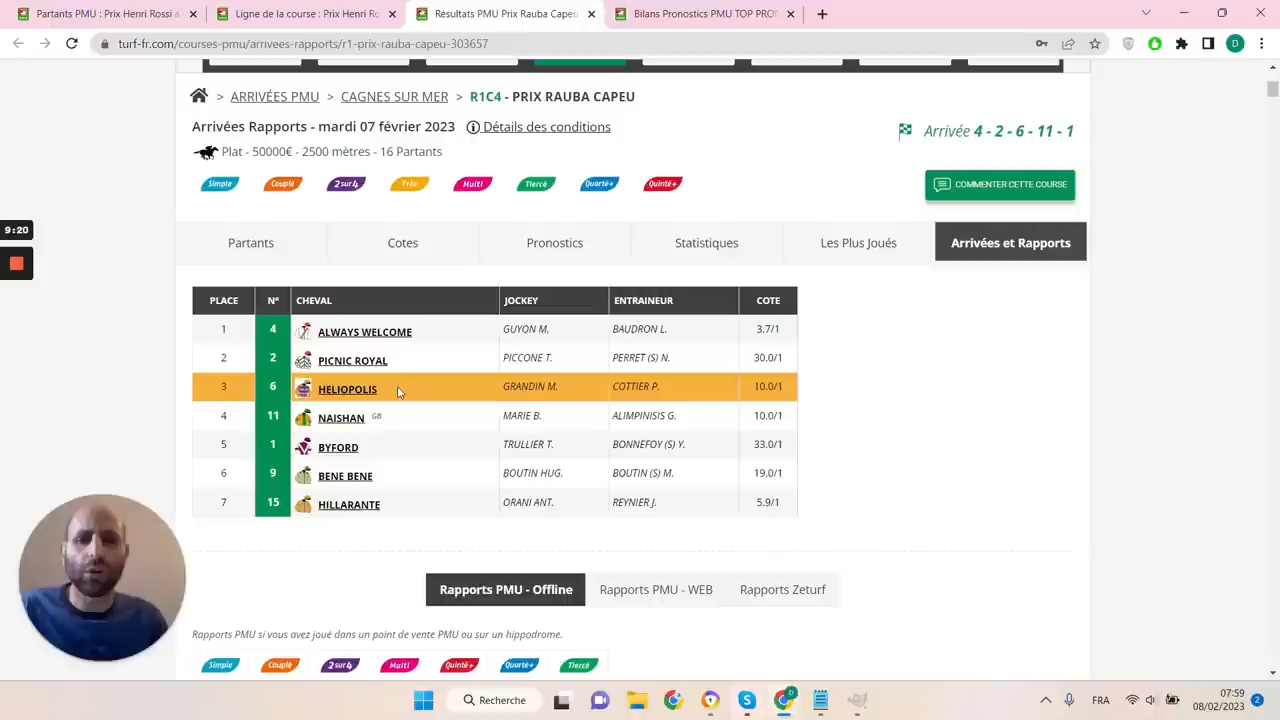 Arrivées PMU : Prix Henri Rossi a
Arrivées PMU : Prix Henri R
Résultats PMU Prix Rauba Capeu
Bilans Pronostics PMU TOP PRO
turf-fr.com/courses-pmu/arrivees-rapports/r1-prix-rauba-capeu-303657
D
> ARRIVÉES PMU > CAGNES SUR MER > R1C4 - PRIX RAUBA CAPEU
Arrivées Rapports - mardi 07 février 2023 Détails des conditions
Arrivée 4 - 2 - 6 - 11 - 1
Plat - 50000€ - 2500 mètres - 16 Partants
Simple Couplé 2sur4 Trio Multi Tiercé Quarté+ Quinté+
COMMENTER CETTE COURSE
9:20
Partants Cotes Pronostics Statistiques Les Plus Joués Arrivées et Rapports
PLACE N° CHEVAL JOCKEY ENTRAINEUR COTE
1 4 ALWAYS WELCOME GUYON M. BAUDRON L. 3.7/1
2 2 PICNIC ROYAL PICCONE T. PERRET (S) N. 30.0/1
3 6 HELIOPOLIS GRANDIN M. COTTIER P. 10.0/1
4 11 NAISHAN GB MARIE B. ALIMPINISIS G. 10.0/1
5 1 BYFORD TRULLIER T. BONNEFOY (S) Y. 33.0/1
6 9 BENE BENE BOUTIN HUG. BOUTIN (S) M. 19.0/1
7 15 HILLARANTE ORANI ANT. REYNIER J. 5.9/1
Rapports PMU - Offline Rapports PMU - WEB Rapports Zeturf
Rapports PMU si vous avez joué dans un point de vente PMU ou sur un hippodrome.
Simple Couplé 2sur4 Multi Quinté+ Quarté+ Tiercé
Recherche
FRA
07:59
08/02/2023
2